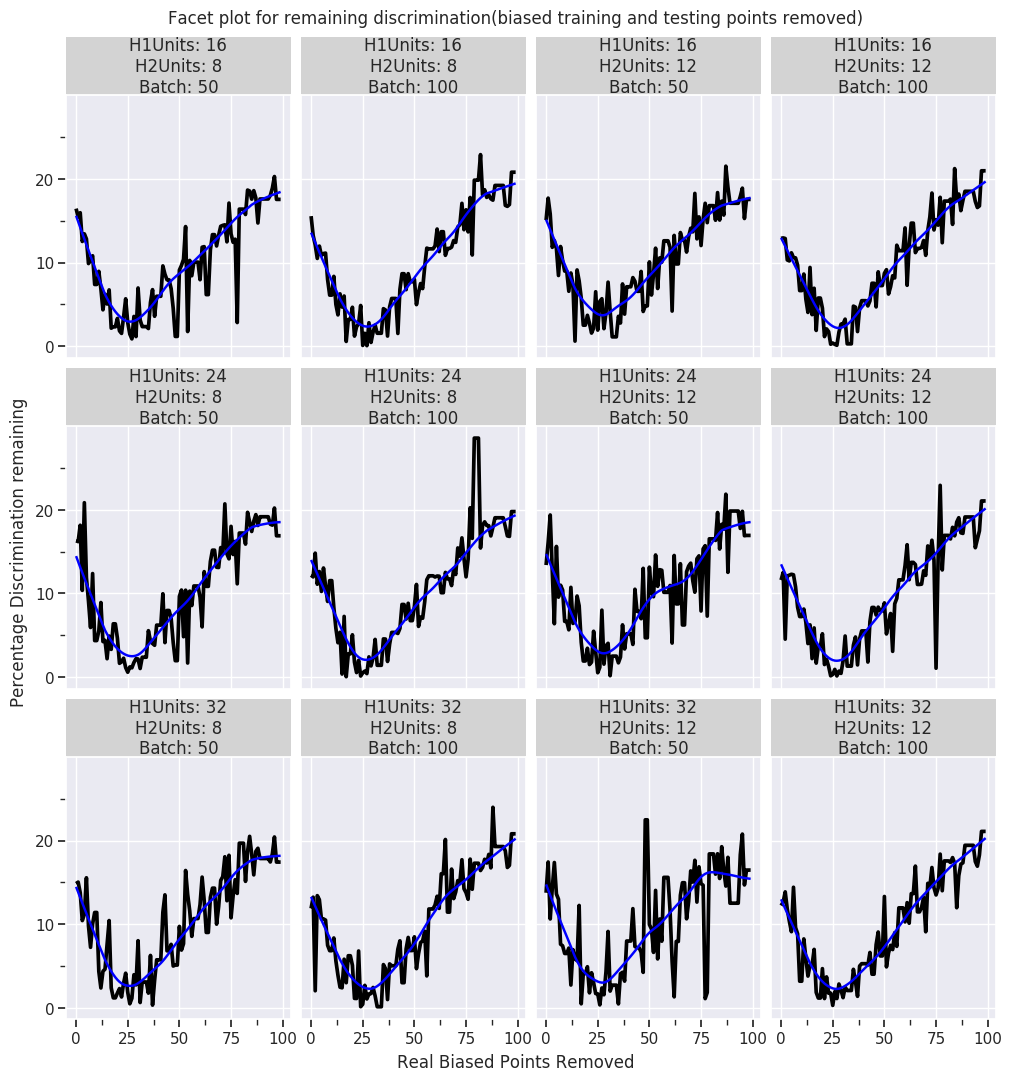 Facet plot for remaining discrimination(biased training and testing points removed)
H1Units: 16
H2Units: 8
Batch: 50
H1Units: 16
H2Units: 8
Batch: 100
H1Units: 16
H2Units: 12
Batch: 50
H1Units: 16
H2Units: 12
Batch: 100
20
10
0
H1Units: 24
H2Units: 8
Batch: 50
H1Units: 24
H2Units: 8
Batch: 100
H1Units: 24
H2Units: 12
Batch: 50
H1Units: 24
H2Units: 12
Batch: 100
Percentage Discrimination remaining
20
10
0
H1Units: 32
H2Units: 8
Batch: 50
H1Units: 32
H2Units: 8
Batch: 100
H1Units: 32
H2Units: 12
Batch: 50
H1Units: 32
H2Units: 12
Batch: 100
20
10
0
0 25 50 75 100 0 25 50 75 100 0 25 50 75 100 0 25 50 75 100
Real Biased Points Removed